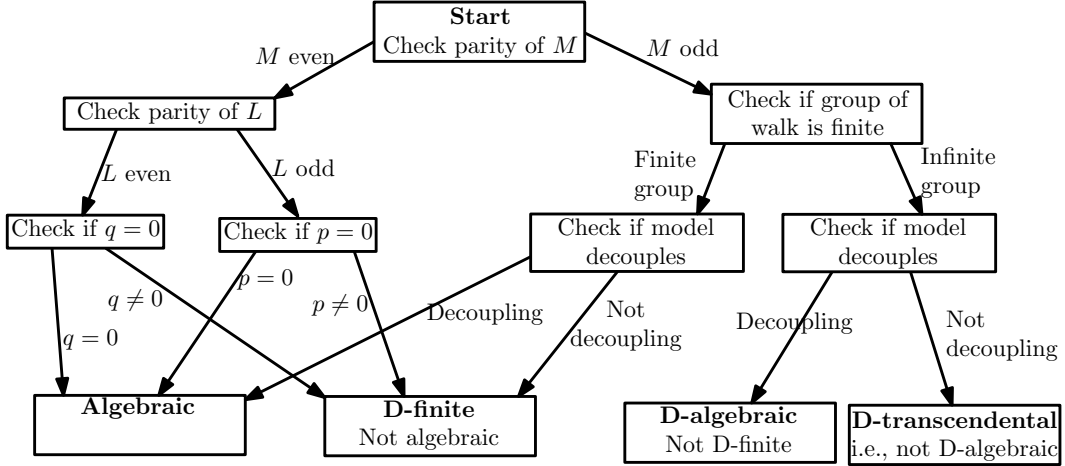 Start
Check parity of M
M even
M odd
Check parity of L
Check if group of
walk is finite
L even
L odd
Finite
group
Infinite
group
Check if q = 0
Check if p = 0
Check if model
decouples
Check if model
decouples
q = 0
q ≠ 0
p = 0
p ≠ 0
Decoupling
Not
decoupling
Decoupling
Not
decoupling
Algebraic
D-finite
Not algebraic
D-algebraic
Not D-finite
D-transcendental
i.e., not D-algebraic